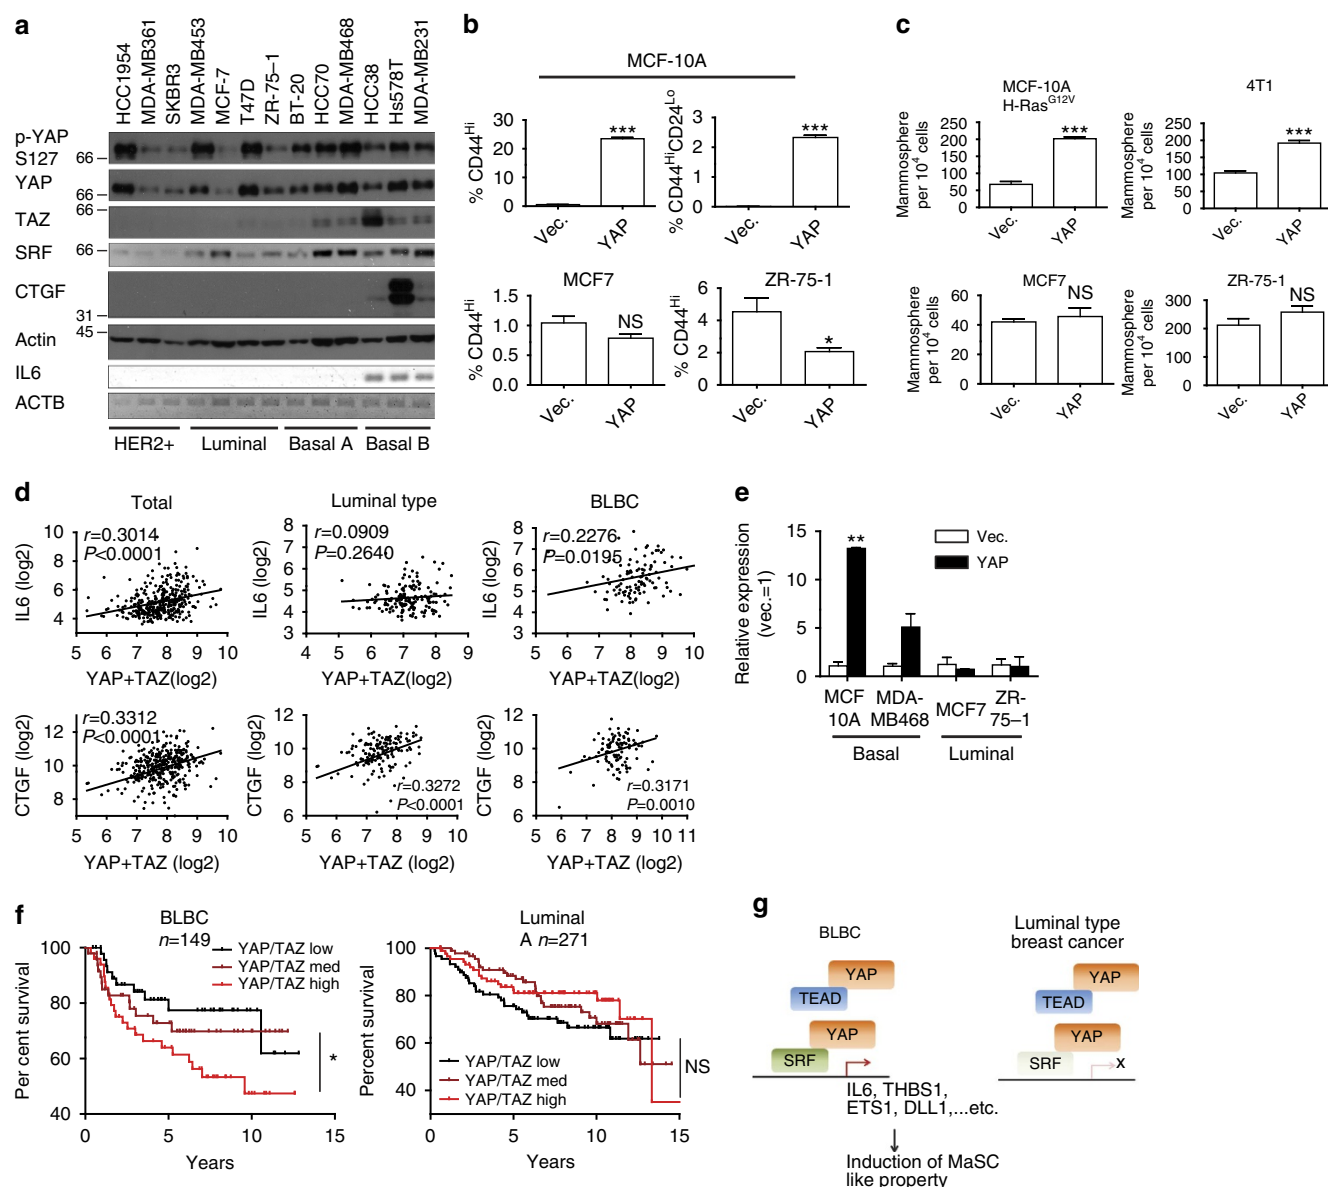 a
HCC1954
MDA-MB361
SKBR3
MDA-MB453
MCF-7
T47D
ZR-75–1
BT-20
HCC70
MDA-MB468
HCC38
Hs578T
MDA-MB231
p-YAP
S127
66
YAP
66
TAZ
66
SRF
66
CTGF
31
Actin
45
IL6
ACTB
HER2+ Luminal Basal A Basal B
b
MCF-10A
% CD44Hi
30
20
10
0
***
Vec. YAP
% CD44HiCD24Lo
3
2
1
0
***
Vec. YAP
MCF7
% CD44Hi
1.5
1.0
0.5
0.0
NS
Vec. YAP
ZR-75-1
% CD44Hi
6
4
2
0
*
Vec. YAP
c
MCF-10A
H-RasG12V
Mammosphere
per 10⁴ cells
250
200
150
100
50
0
***
Vec. YAP
4T1
Mammosphere
per 10⁴ cells
250
200
150
100
50
0
***
Vec. YAP
MCF7
Mammosphere
per 10⁴ cells
60
40
20
0
NS
Vec. YAP
ZR-75-1
Mammosphere
per 10⁴ cells
300
200
100
0
NS
Vec. YAP
d
Total
r=0.3014
P<0.0001
IL6 (log2)
10
8
6
4
5 6 7 8 9 10
YAP+TAZ(log2)
Luminal type
r=0.0909
P=0.2640
IL6 (log2)
8
7
6
5
4
3
4 5 6 7 8 9
YAP+TAZ(log2)
BLBC
r=0.2276
P=0.0195
IL6 (log2)
9
8
7
6
5
4
3
5 6 7 8 9 10
YAP+TAZ(log2)
r=0.3312
P<0.0001
CTGF (log2)
12
10
8
5 6 7 8 9 10
YAP+TAZ (log2)
r=0.3272
P<0.0001
CTGF (log2)
12
10
8
6
5 6 7 8 9 10
YAP+TAZ (log2)
r=0.3171
P=0.0010
CTGF (log2)
12
10
8
6
5 6 7 8 9 10 11
YAP+TAZ (log2)
e
Relative expression
(vec.=1)
15
10
5
0
**
Vec.
YAP
MCF
10A
MDA-
MB468
MCF7
ZR-
75–1
Basal Luminal
f
BLBC
n=149
YAP/TAZ low
YAP/TAZ med
YAP/TAZ high
Per cent survival
100
80
60
40
*
0 5 10 15
Years
Luminal
A n=271
Percent survival
100
80
60
40
YAP/TAZ low
YAP/TAZ med
YAP/TAZ high
NS
0 5 10 15
Years
g
BLBC
YAP
TEAD
YAP
SRF
IL6, THBS1,
ETS1, DLL1,...etc.
Induction of MaSC
like property
Luminal type
breast cancer
YAP
TEAD
YAP
SRF
X